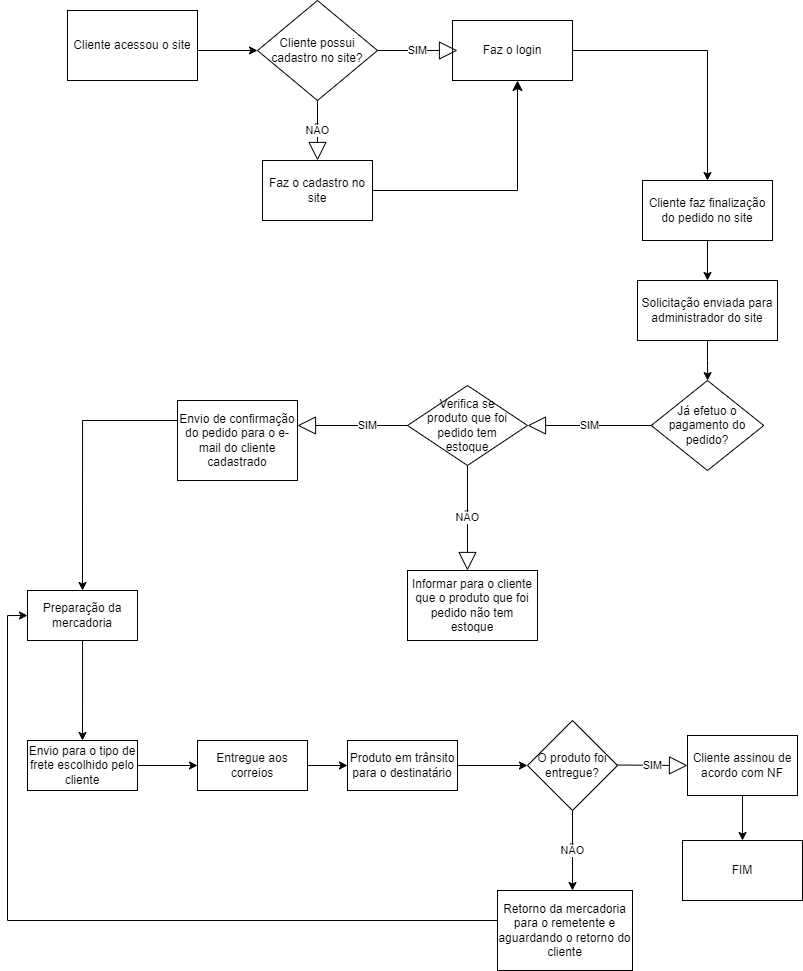 Cliente acessou o site
Cliente possui
cadastro no site?
SIM
Faz o login
NÃO
Faz o cadastro no
site
Cliente faz finalização
do pedido no site
Solicitação enviada para
administrador do site
Já efetuo o
pagamento do
pedido?
SIM
Verifica se
produto que foi
pedido tem
estoque
SIM
Envio de confirmação
do pedido para o e-
mail do cliente
cadastrado
NÃO
Informar para o cliente
que o produto que foi
pedido não tem
estoque
Preparação da
mercadoria
Envio para o tipo de
frete escolhido pelo
cliente
Entregue aos
correios
Produto em trânsito
para o destinatário
O produto foi
entregue?
SIM
Cliente assinou de
acordo com NF
FIM
NÃO
Retorno da mercadoria
para o remetente e
aguardando o retorno do
cliente